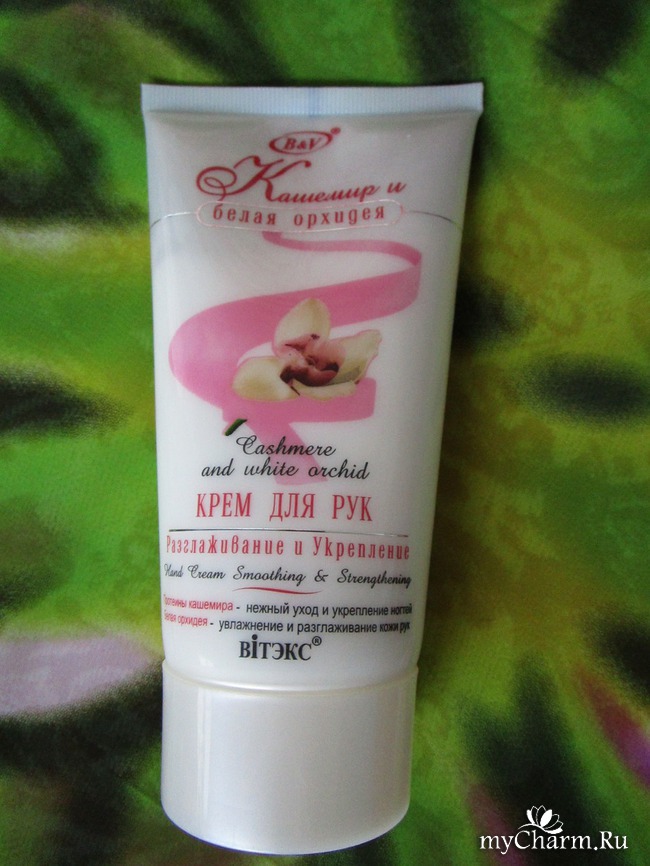 B&V®
Кашемир и
белая орхидея
Cashmere
and white orchid
КРЕМ ДЛЯ РУК
Разглаживание и Укрепление
Hand Cream Smoothing & Strengthening
Протеины кашемира - нежный уход и укрепление ногтей
белая орхидея - увлажнение и разглаживание кожи рук
ВІТЭКС®
myCharm.Ru